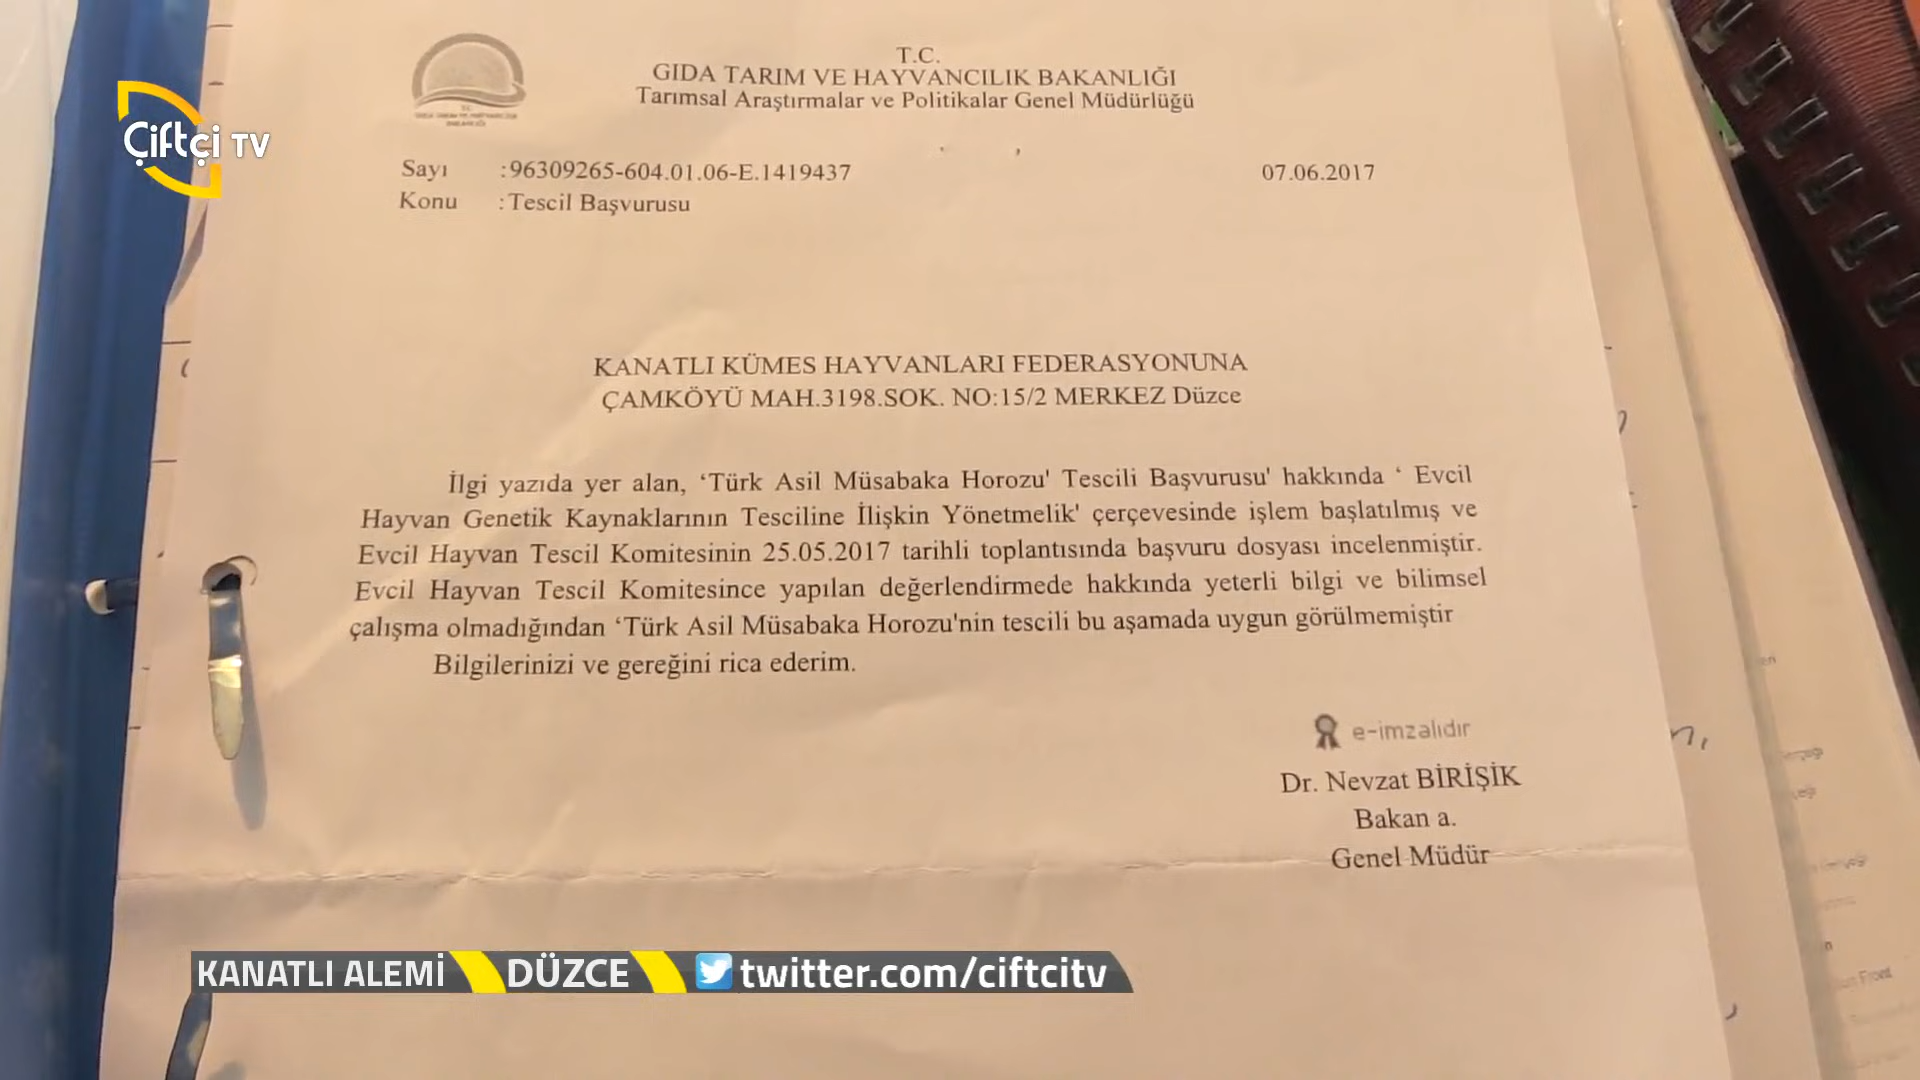 T.C.
GIDA TARIM VE HAYVANCILIK BAKANLIĞI
Tarımsal Araştırmalar ve Politikalar Genel Müdürlüğü
Çiftçi TV
Sayı :96309265-604.01.06-E.1419437 07.06.2017
Konu :Tescil Başvurusu
KANATLI KÜMES HAYVANLARI FEDERASYONUNA
ÇAMKÖYÜ MAH.3198.SOK. NO:15/2 MERKEZ Düzce
İlgi yazıda yer alan, ‘Türk Asil Müsabaka Horozu' Tescili Başvurusu' hakkında ‘ Evcil
Hayvan Genetik Kaynaklarının Tesciline İlişkin Yönetmelik' çerçevesinde işlem başlatılmış ve
Evcil Hayvan Tescil Komitesinin 25.05.2017 tarihli toplantısında başvuru dosyası incelenmiştir.
Evcil Hayvan Tescil Komitesince yapılan değerlendirmede hakkında yeterli bilgi ve bilimsel
çalışma olmadığından ‘Türk Asil Müsabaka Horozu'nin tescili bu aşamada uygun görülmemiştir
Bilgilerinizi ve gereğini rica ederim.
e-imzalıdır
Dr. Nevzat BİRİŞİK
Bakan a.
Genel Müdür
KANATLI ALEMİ DÜZCE twitter.com/ciftcitv